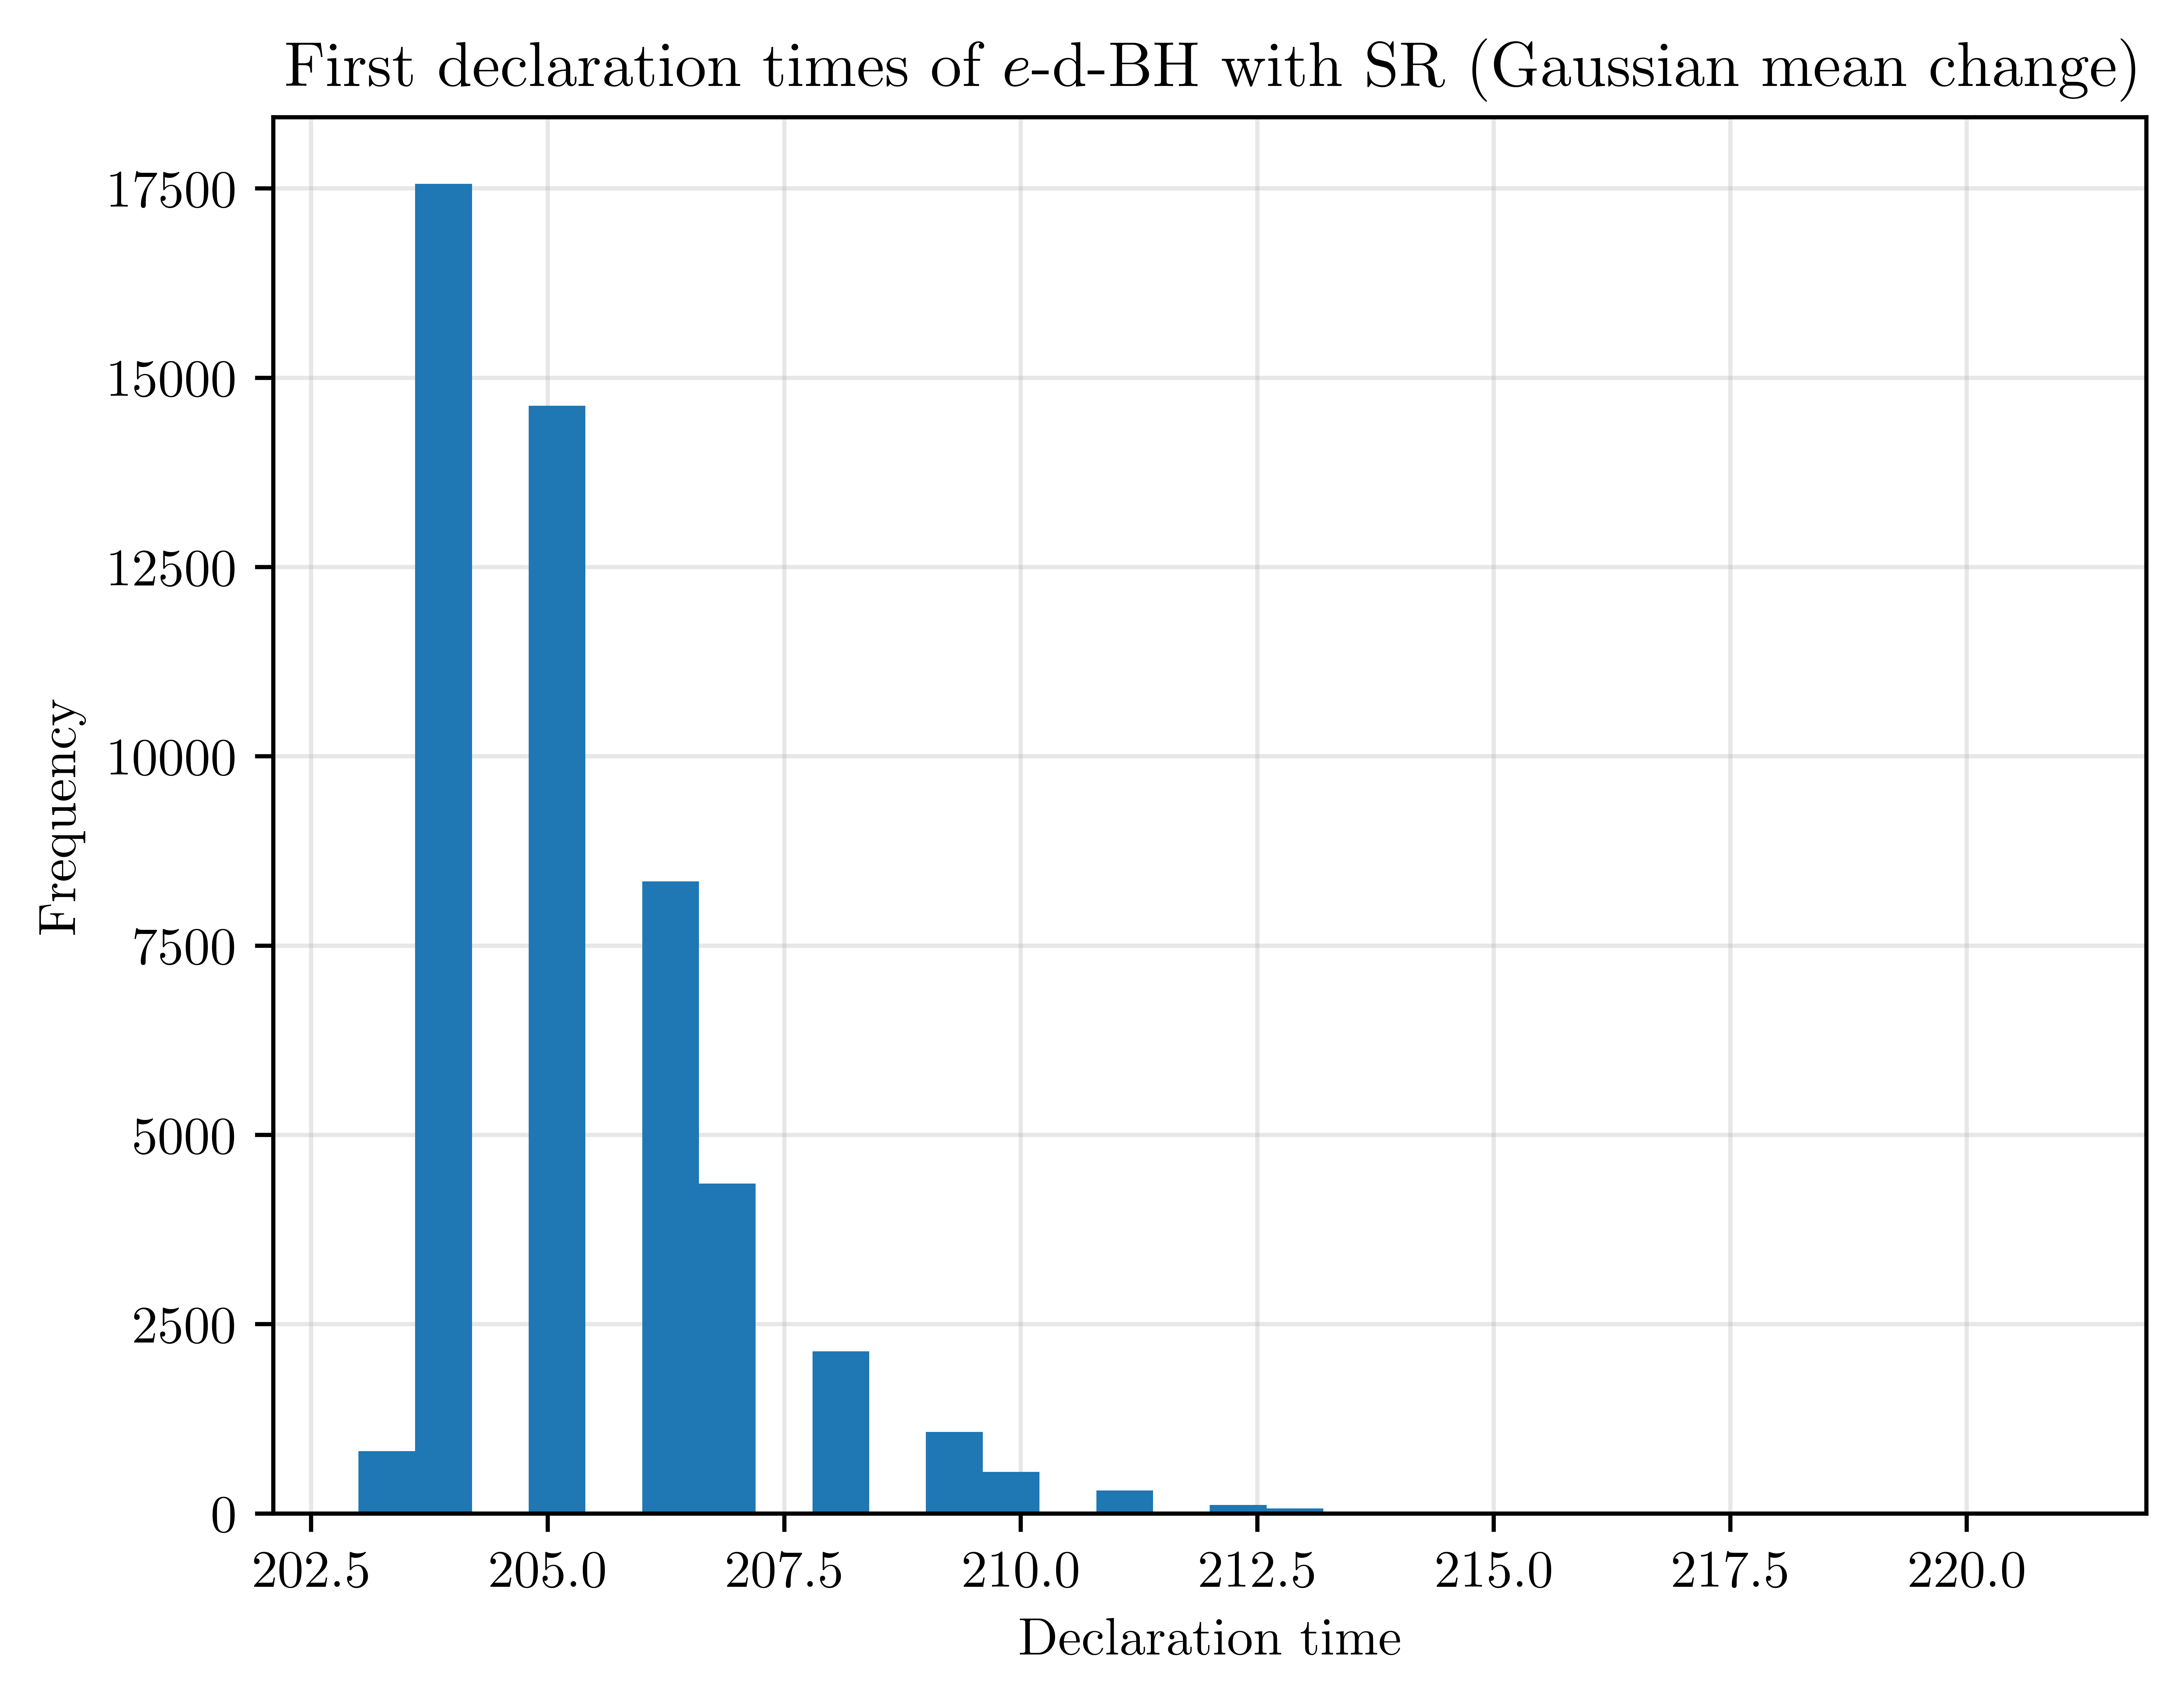 First declaration times of e-d-BH with SR (Gaussian mean change)
17500
15000
12500
10000
7500
5000
2500
0
Frequency
202.5 205.0 207.5 210.0 212.5 215.0 217.5 220.0
Declaration time